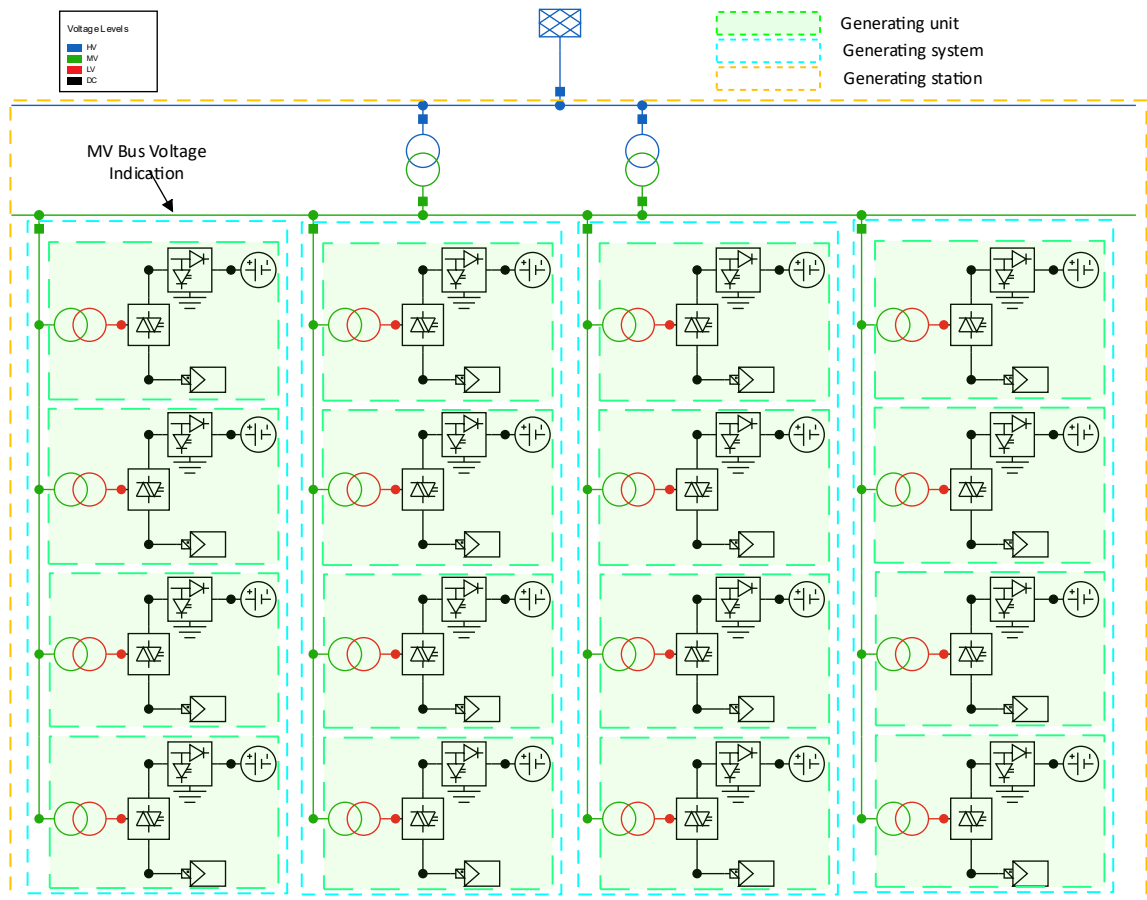 Voltage Levels
HV
MV
LV
DC
Generating unit
Generating system
Generating station
MV Bus Voltage
Indication